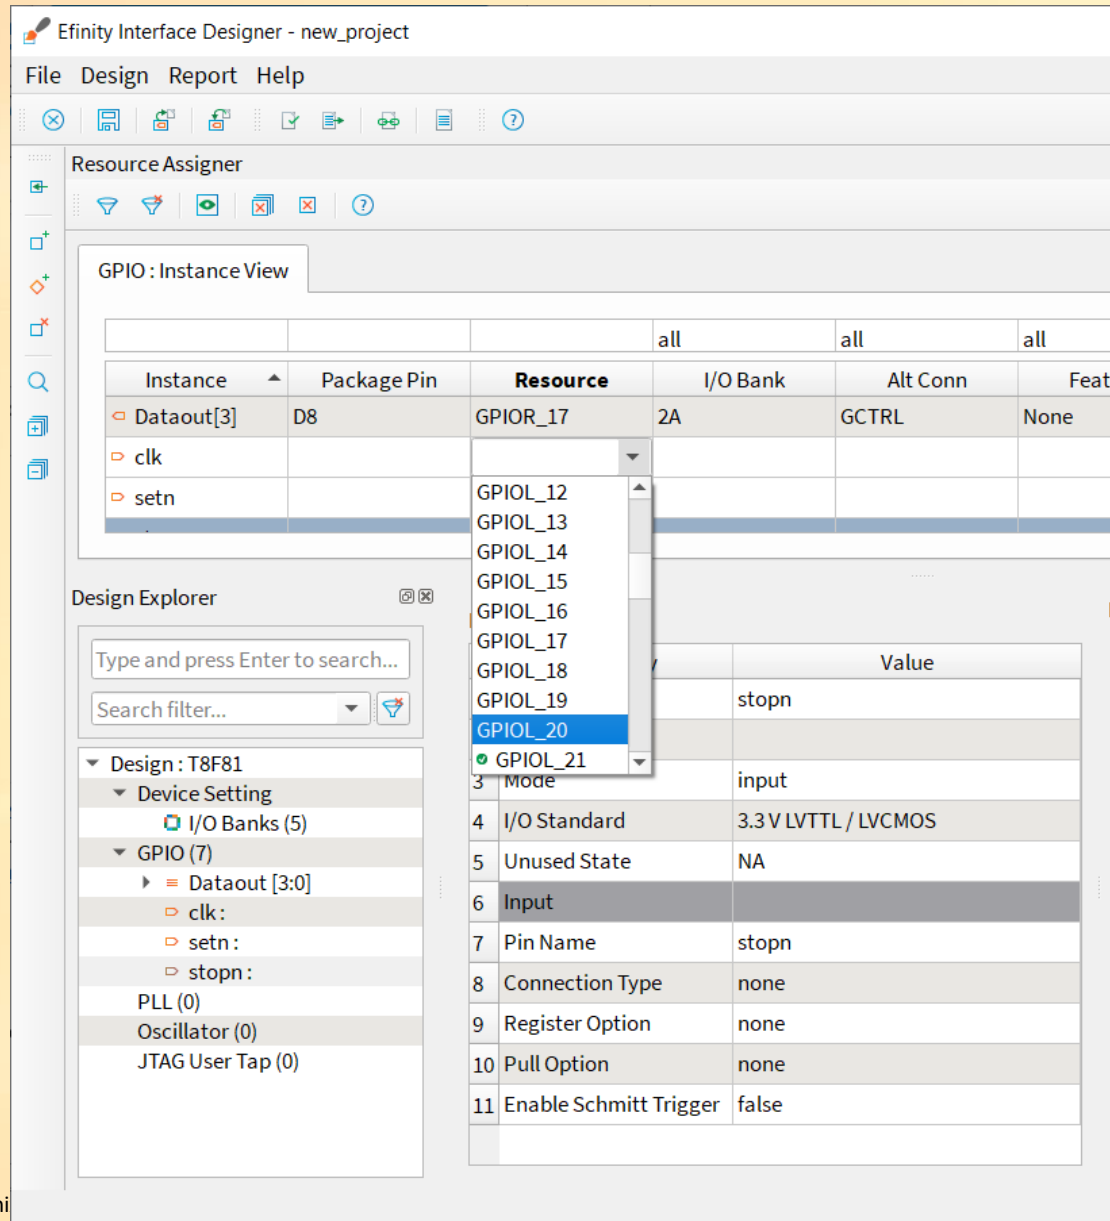 Efinity Interface Designer - new_project
File Design Report Help
Resource Assigner
GPIO : Instance View
all all all
Instance Package Pin Resource I/O Bank Alt Conn Feat
Dataout[3] D8 GPIOR_17 2A GCTRL None
clk
setn
GPIOL_12
GPIOL_13
GPIOL_14
GPIOL_15
GPIOL_16
GPIOL_17
GPIOL_18
GPIOL_19
GPIOL_20
GPIOL_21
Design Explorer
Type and press Enter to search...
Search filter...
Design : T8F81
Device Setting
I/O Banks (5)
GPIO (7)
Dataout [3:0]
clk :
setn :
stopn :
PLL (0)
Oscillator (0)
JTAG User Tap (0)
y Value
stopn
3 Mode input
4 I/O Standard 3.3 V LVTTL / LVCMOS
5 Unused State NA
6 Input
7 Pin Name stopn
8 Connection Type none
9 Register Option none
10 Pull Option none
11 Enable Schmitt Trigger false